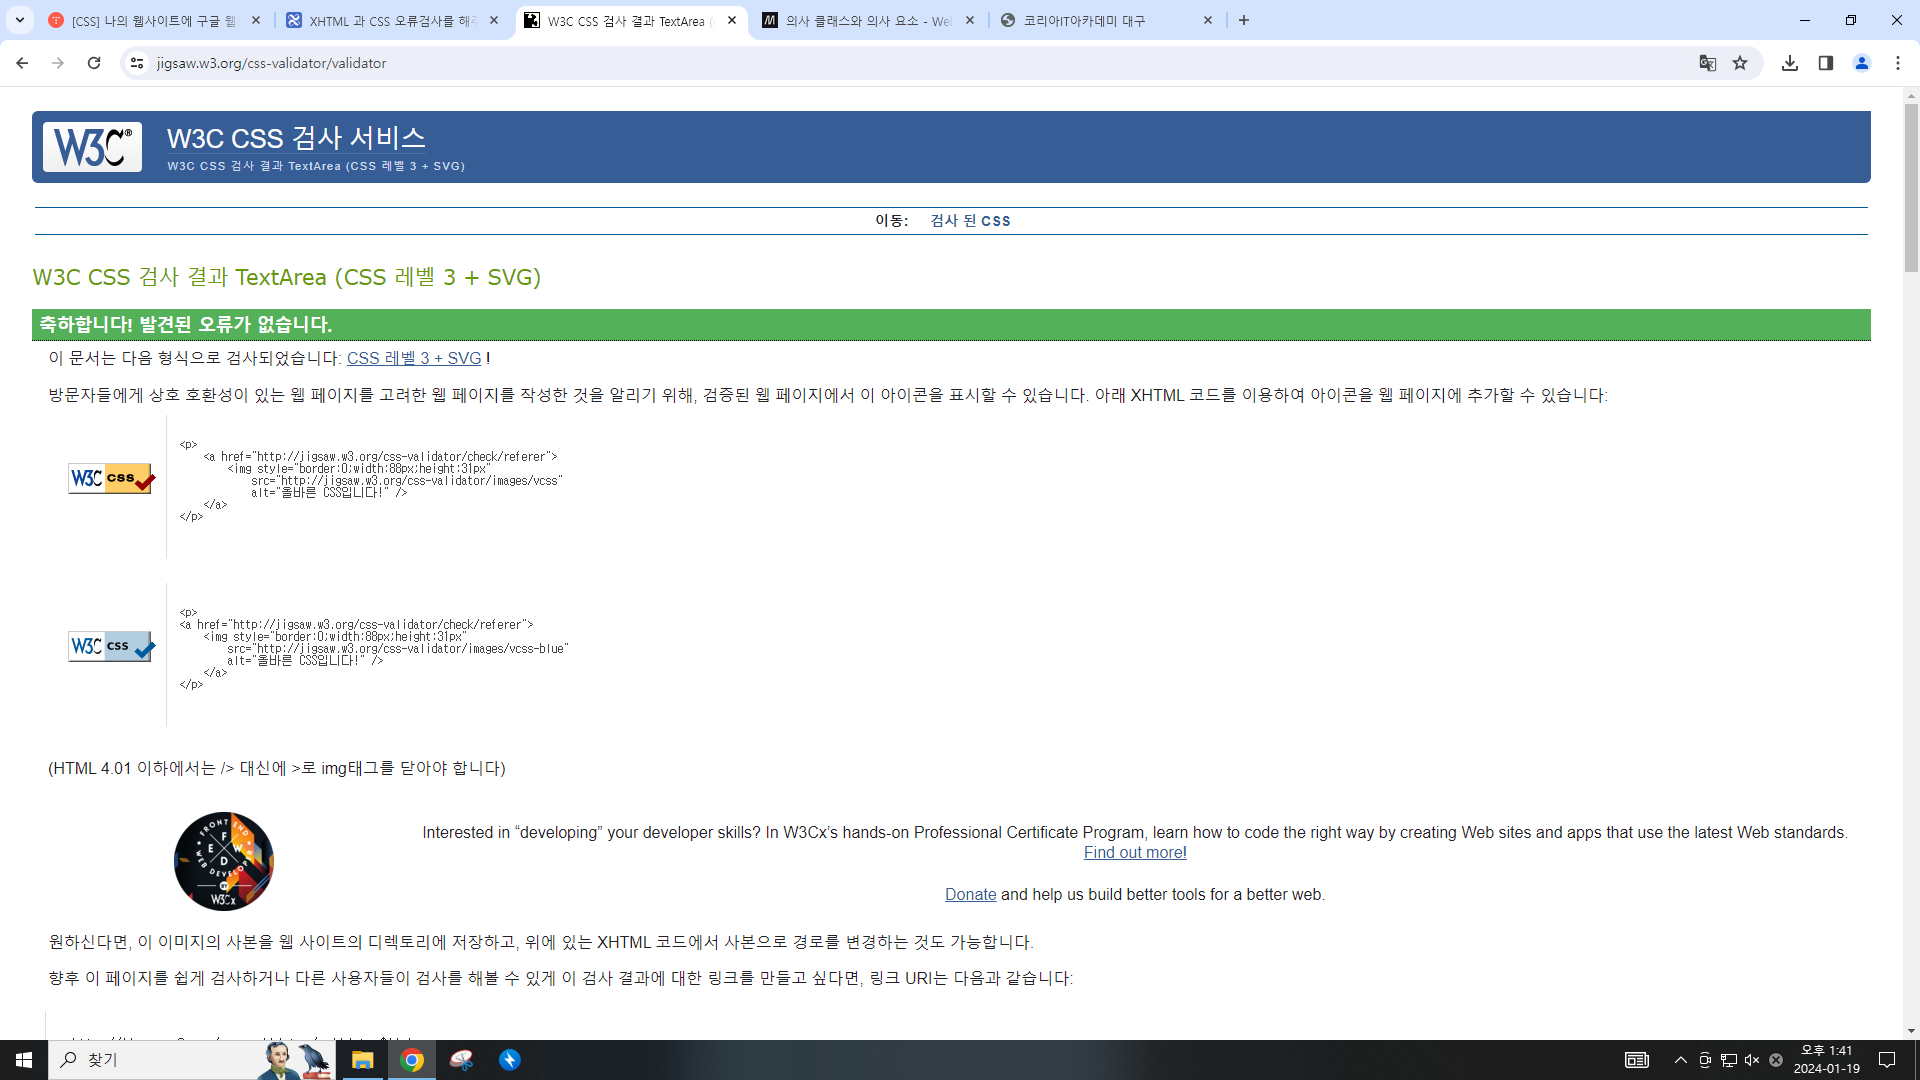 [CSS] 나의 웹사이트에 구글 웹
XHTML 과 CSS 오류검사를 해주
W3C CSS 검사 결과 TextArea (
의사 클래스와 의사 요소 - Web
코리아IT아카데미 대구
jigsaw.w3.org/css-validator/validator
W3C®
W3C CSS 검사 서비스
W3C CSS 검사 결과 TextArea (CSS 레벨 3 + SVG)
이동: 검사 된 CSS
W3C CSS 검사 결과 TextArea (CSS 레벨 3 + SVG)
축하합니다! 발견된 오류가 없습니다.
이 문서는 다음 형식으로 검사되었습니다: CSS 레벨 3 + SVG !
방문자들에게 상호 호환성이 있는 웹 페이지를 고려한 웹 페이지를 작성한 것을 알리기 위해, 검증된 웹 페이지에서 이 아이콘을 표시할 수 있습니다. 아래 XHTML 코드를 이용하여 아이콘을 웹 페이지에 추가할 수 있습니다:
W3C css
<p>
<a href="http://jigsaw.w3.org/css-validator/check/referer">
<img style="border:0;width:88px;height:31px"
src="http://jigsaw.w3.org/css-validator/images/vcss"
alt="올바른 CSS입니다!" />
</a>
</p>
W3C css
<p>
<a href="http://jigsaw.w3.org/css-validator/check/referer">
<img style="border:0;width:88px;height:31px"
src="http://jigsaw.w3.org/css-validator/images/vcss-blue"
alt="올바른 CSS입니다!" />
</a>
</p>
(HTML 4.01 이하에서는 /> 대신에 >로 img태그를 닫아야 합니다)
FRONT END
F E W D
WEB DEVELOP
W3Cx
Interested in “developing” your developer skills? In W3Cx’s hands-on Professional Certificate Program, learn how to code the right way by creating Web sites and apps that use the latest Web standards.
Find out more!
Donate and help us build better tools for a better web.
원하신다면, 이 이미지의 사본을 웹 사이트의 디렉토리에 저장하고, 위에 있는 XHTML 코드에서 사본으로 경로를 변경하는 것도 가능합니다.
향후 이 페이지를 쉽게 검사하거나 다른 사용자들이 검사를 해볼 수 있게 이 검사 결과에 대한 링크를 만들고 싶다면, 링크 URI는 다음과 같습니다:
찾기
오후 1:41
2024-01-19